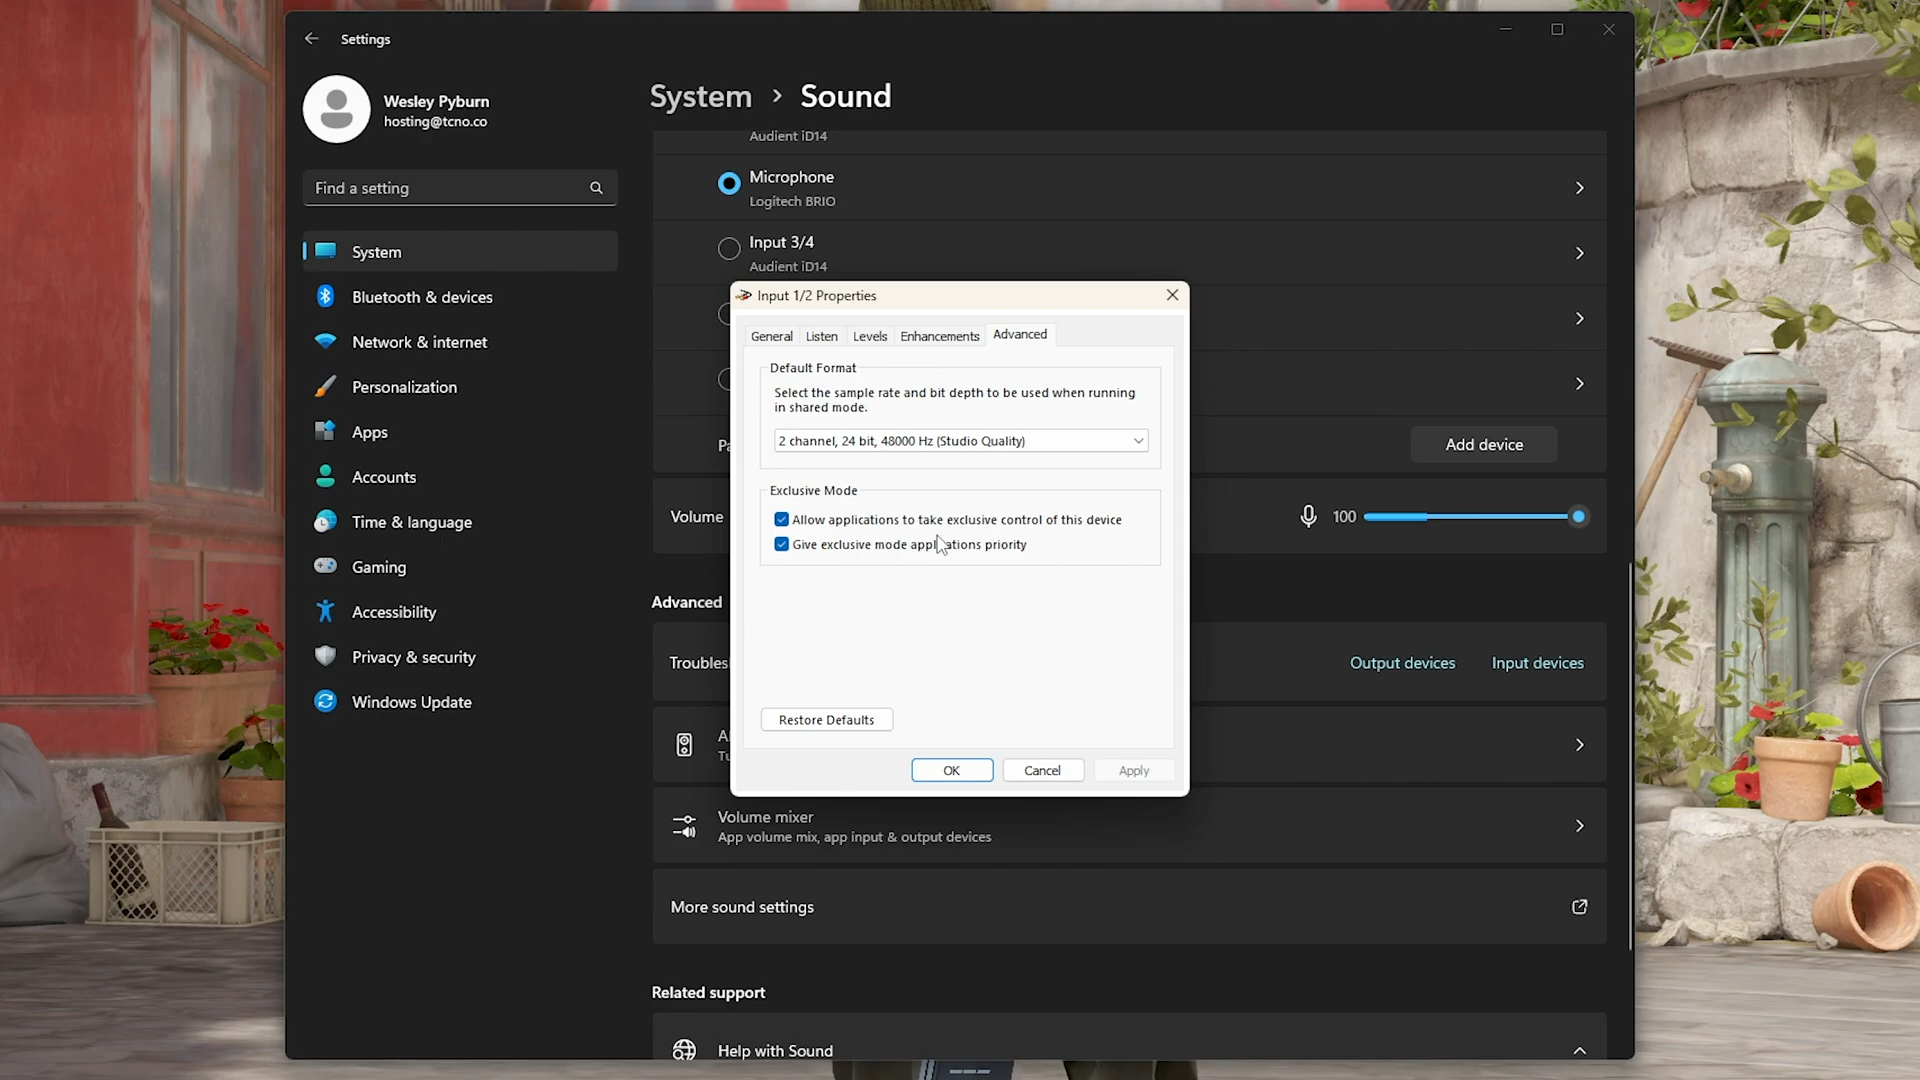 Settings
Wesley Pyburn
hosting@tcno.co
Find a setting
System
Bluetooth & devices
Network & internet
Personalization
Apps
Accounts
Time & language
Gaming
Accessibility
Privacy & security
Windows Update
System > Sound
Audient iD14
Microphone
Logitech BRIO
Input 3/4
Audient iD14
Add device
Volume
100
Advanced
Output devices
Input devices
Volume mixer
App volume mix, app input & output devices
More sound settings
Related support
Help with Sound
Input 1/2 Properties
General
Listen
Levels
Enhancements
Advanced
Default Format
Select the sample rate and bit depth to be used when running
in shared mode.
2 channel, 24 bit, 48000 Hz (Studio Quality)
Exclusive Mode
Allow applications to take exclusive control of this device
Give exclusive mode applications priority
Restore Defaults
OK
Cancel
Apply